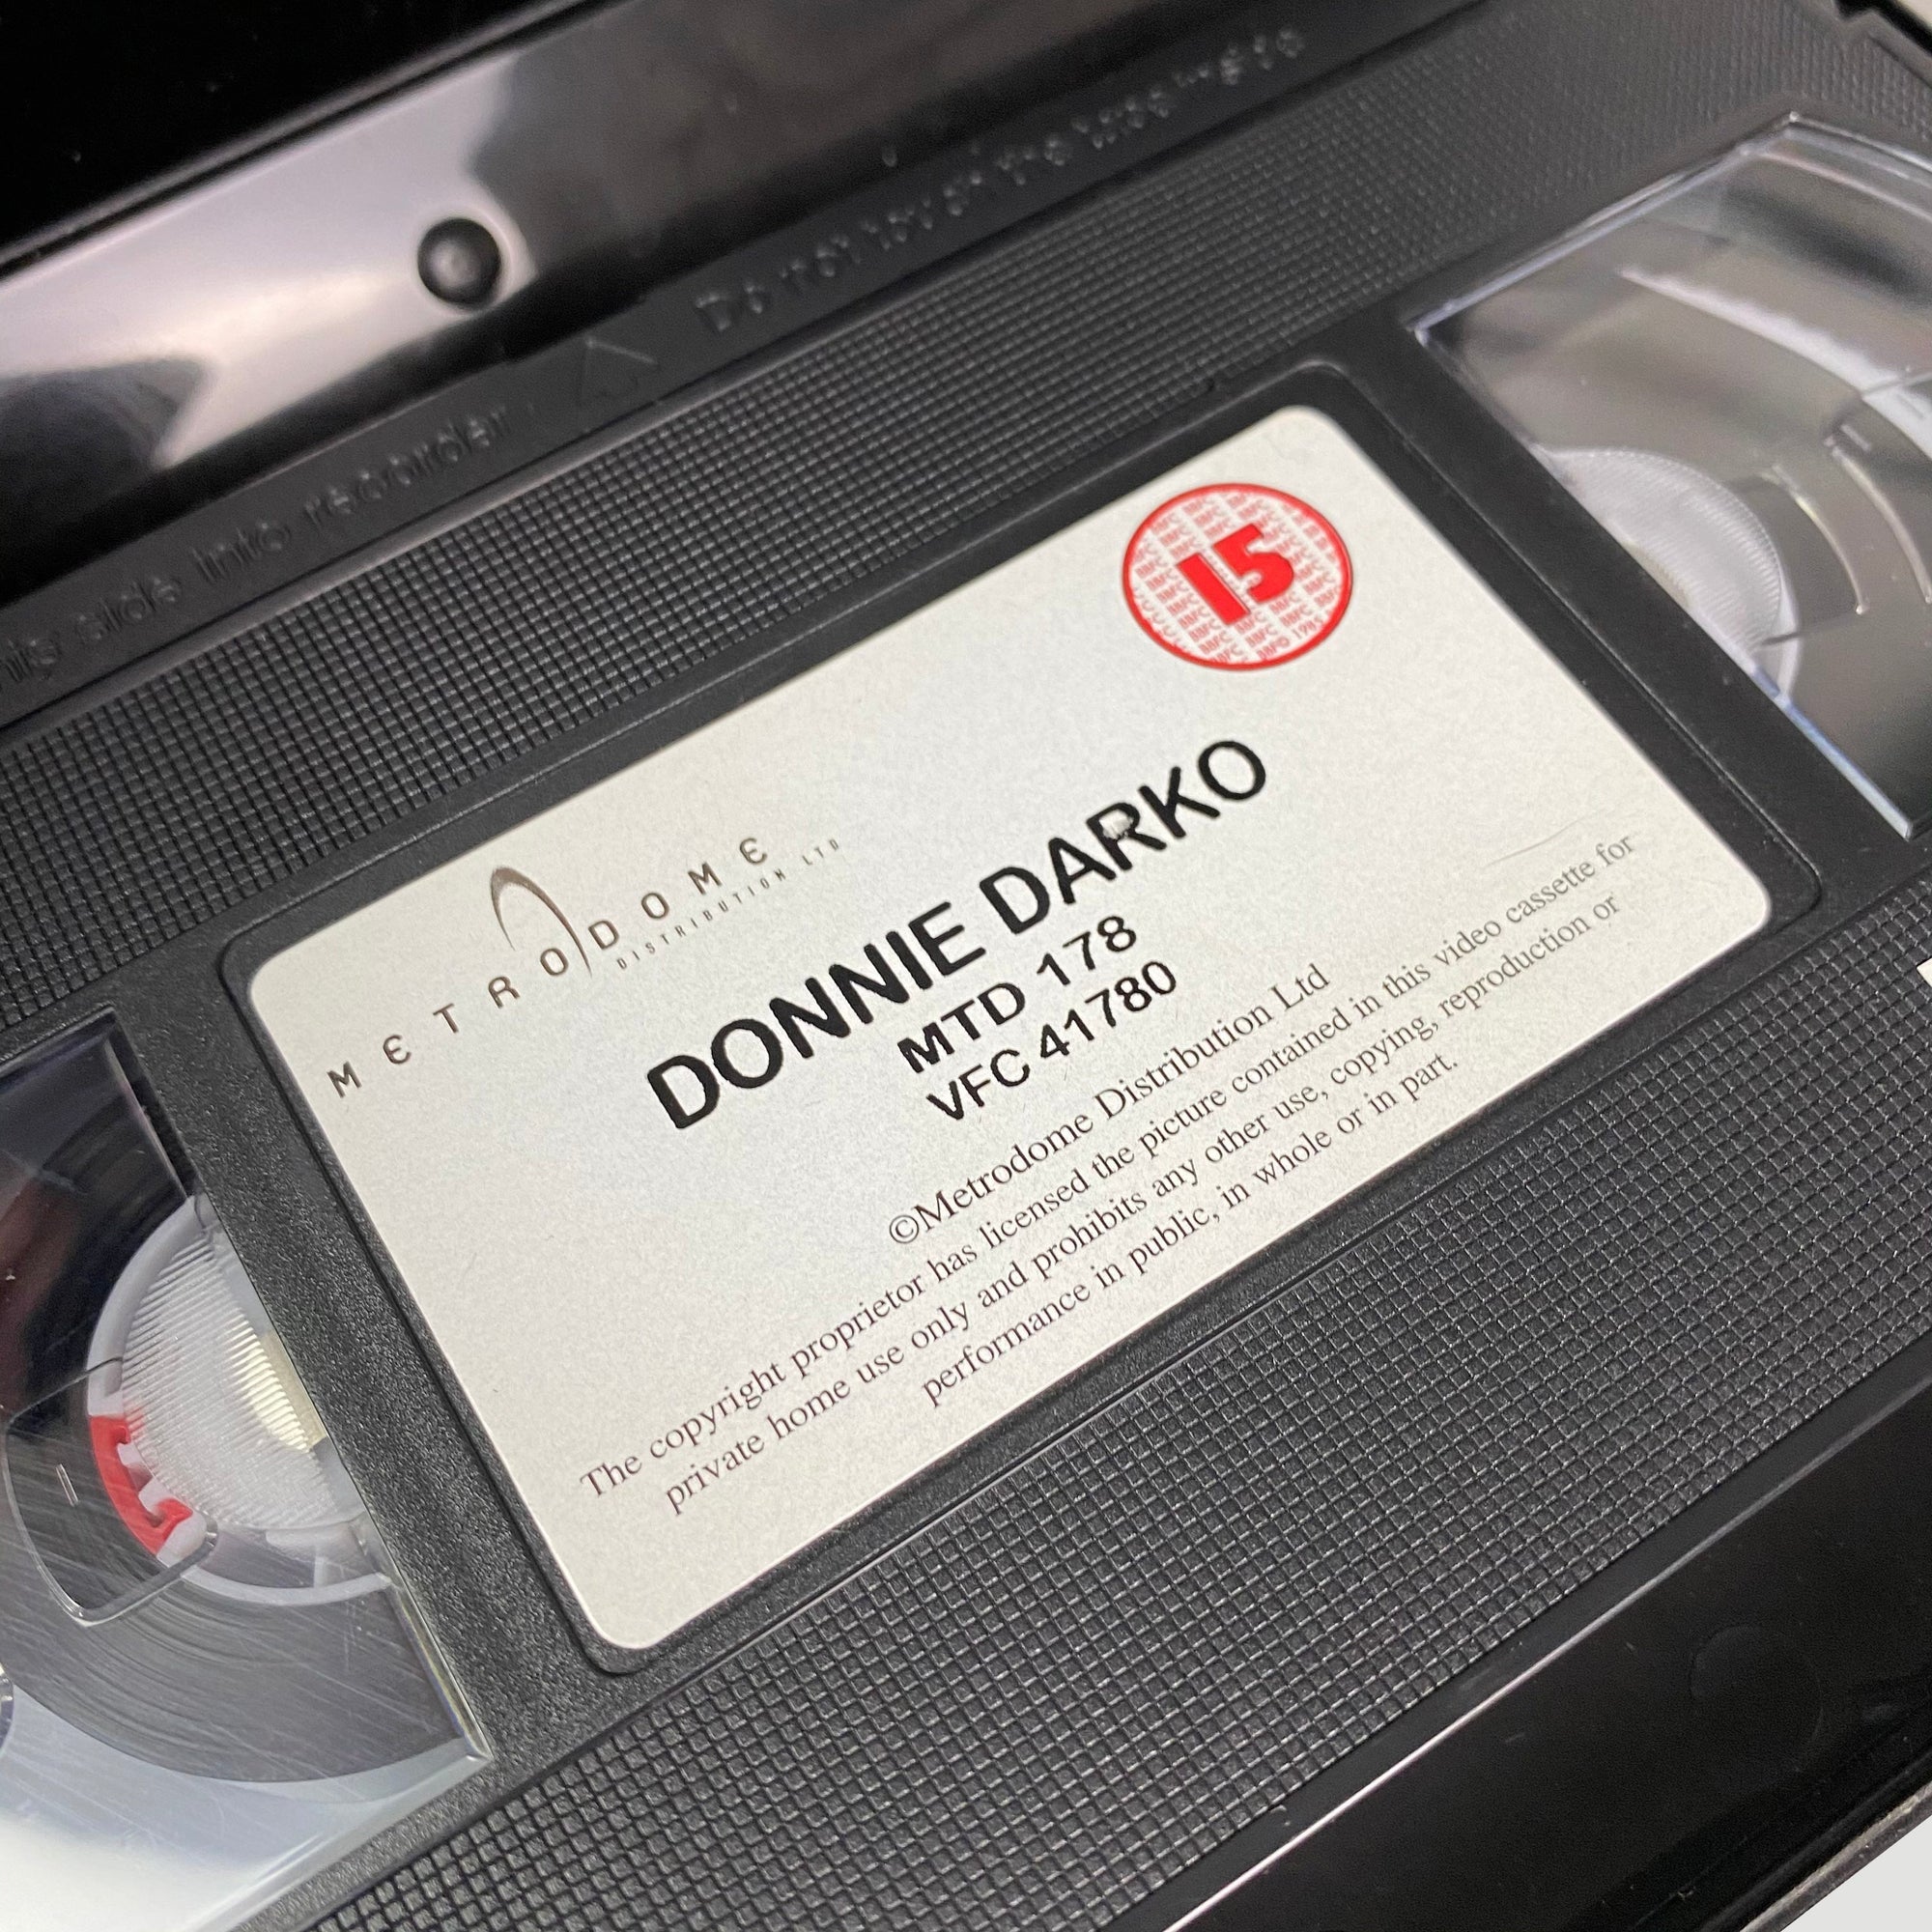 Do not touch the tape inside
this side into recorder
15
METRODOME
DISTRIBUTION LTD
DONNIE DARKO
MTD 178
VFC 41780
©Metrodome Distribution Ltd
The copyright proprietor has licensed the picture contained in this video cassette for
private home use only and prohibits any other use, copying, reproduction or
performance in public, in whole or in part.